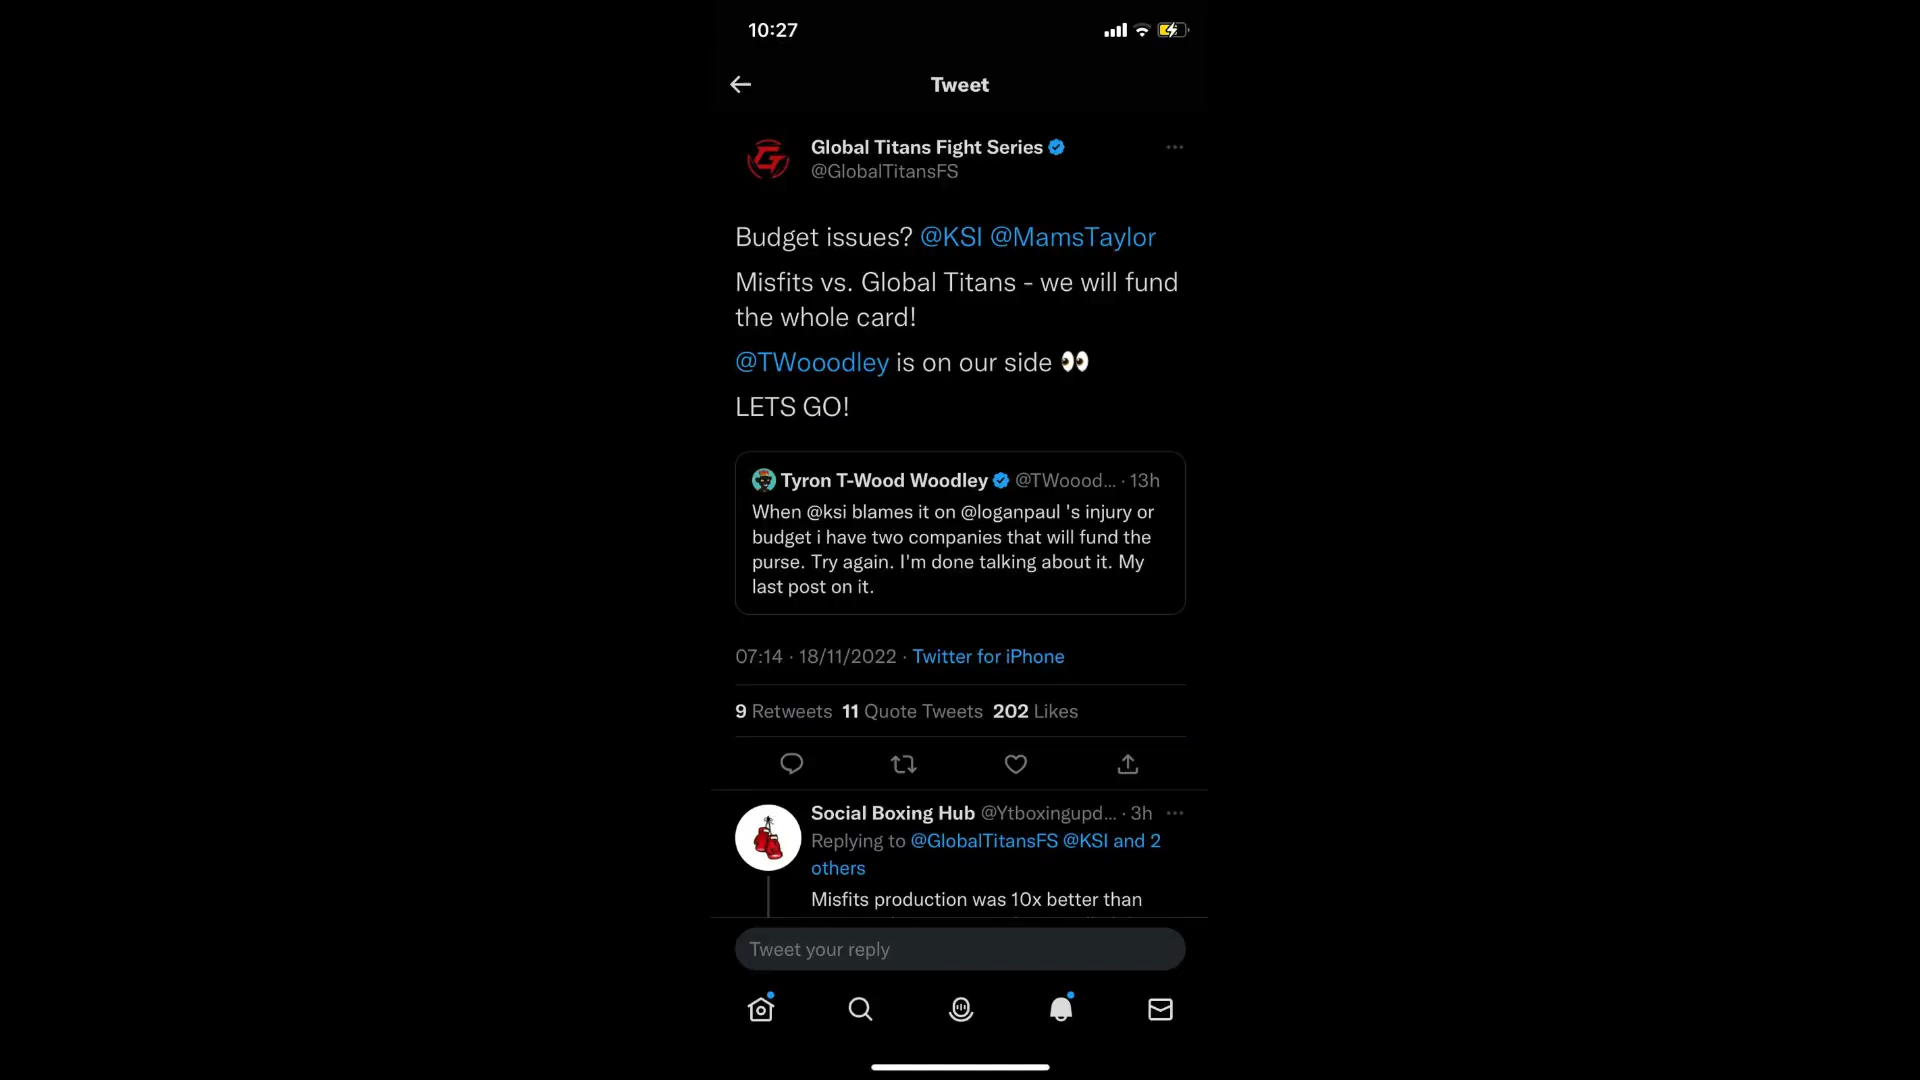 10:27
Tweet
Global Titans Fight Series
@GlobalTitansFS
Budget issues? @KSI @MamsTaylor
Misfits vs. Global Titans - we will fund
the whole card!
@TWooodley is on our side 👀
LETS GO!
Tyron T-Wood Woodley @TWoood... · 13h
When @ksi blames it on @loganpaul 's injury or
budget i have two companies that will fund the
purse. Try again. I'm done talking about it. My
last post on it.
07:14 · 18/11/2022 · Twitter for iPhone
9 Retweets 11 Quote Tweets 202 Likes
Social Boxing Hub @Ytboxingupd... · 3h
Replying to @GlobalTitansFS @KSI and 2
others
Misfits production was 10x better than
Tweet your reply